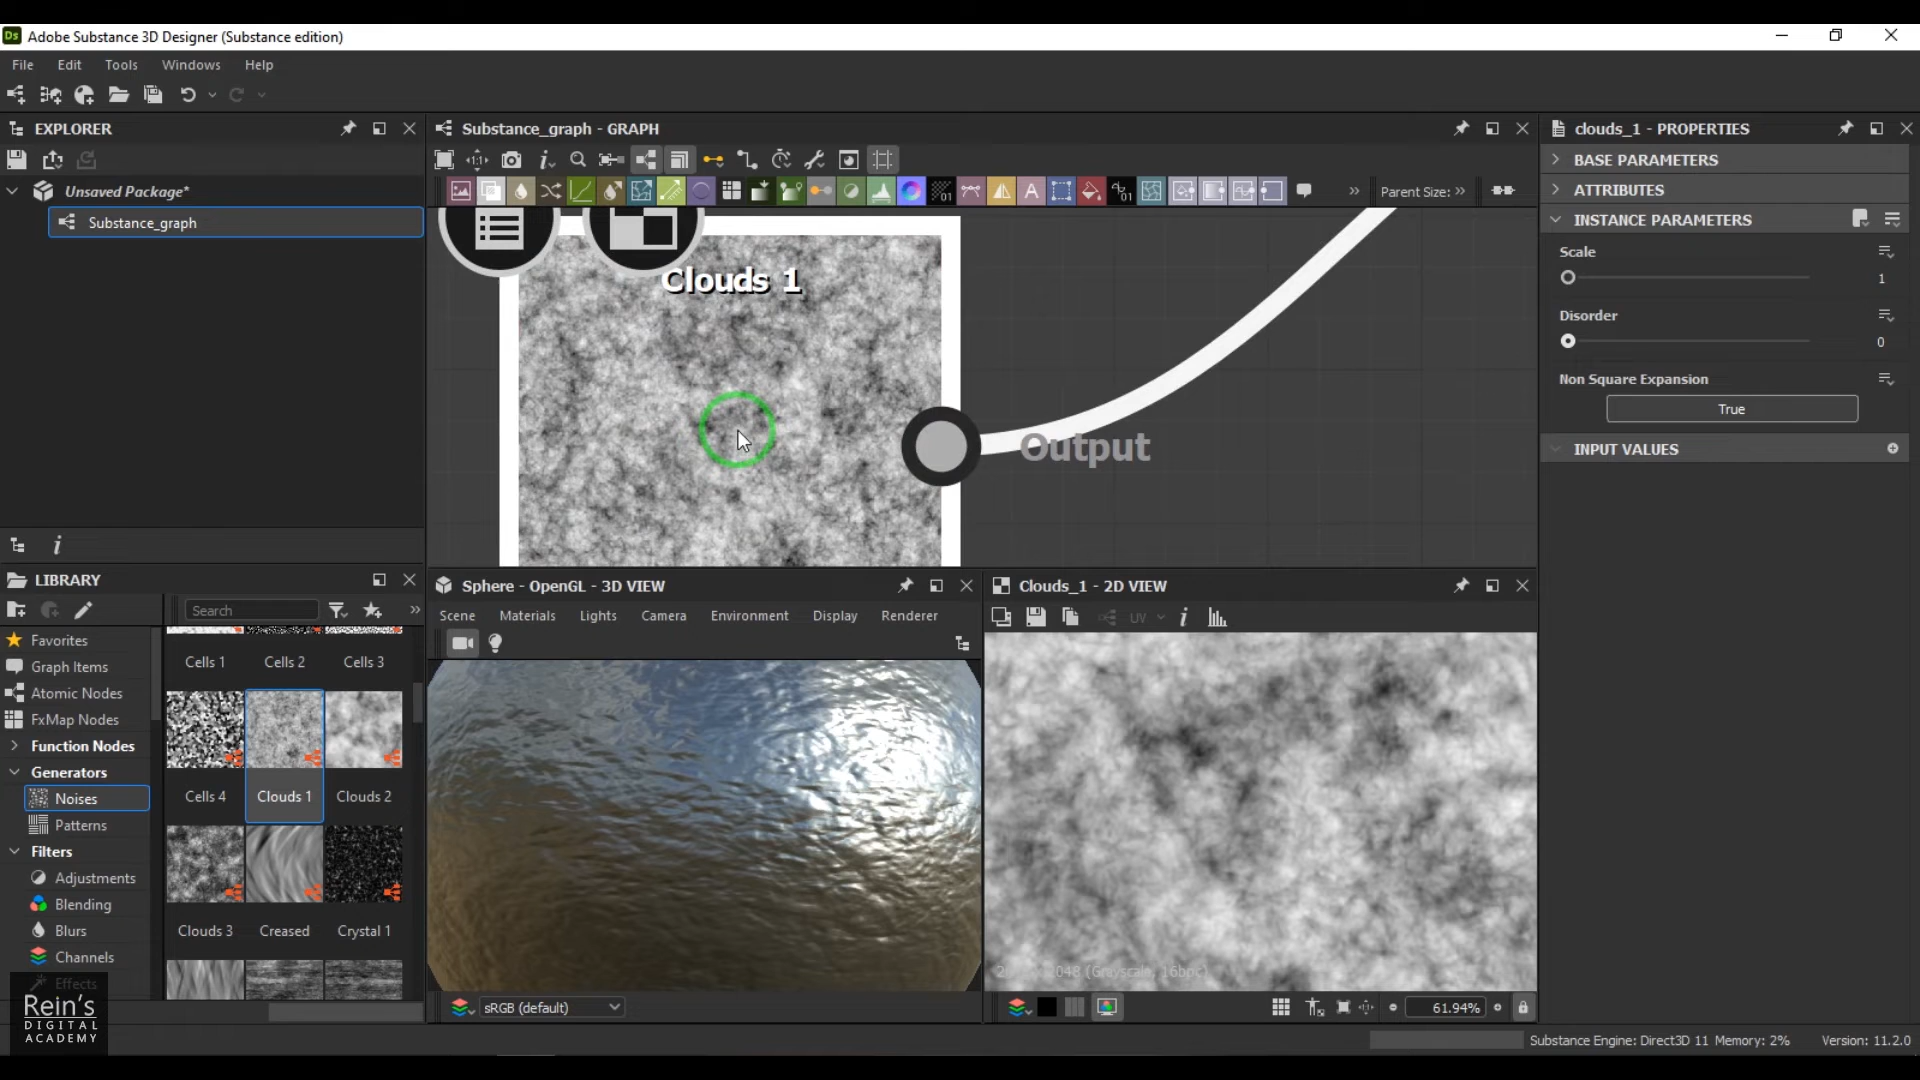 Ds Adobe Substance 3D Designer (Substance edition)
File Edit Tools Windows Help
EXPLORER
Unsaved Package*
Substance_graph
Substance_graph - GRAPH
Parent Size:
Clouds 1
Output
clouds_1 - PROPERTIES
BASE PARAMETERS
ATTRIBUTES
INSTANCE PARAMETERS
Scale
1
Disorder
0
Non Square Expansion
True
INPUT VALUES
LIBRARY
Search
Favorites
Graph Items
Atomic Nodes
FxMap Nodes
Function Nodes
Generators
Noises
Patterns
Filters
Adjustments
Blending
Blurs
Channels
Effects
Cells 1 Cells 2 Cells 3
Cells 4 Clouds 1 Clouds 2
Clouds 3 Creased Crystal 1
Sphere - OpenGL - 3D VIEW
Scene Materials Lights Camera Environment Display Renderer
sRGB (default)
Clouds_1 - 2D VIEW
UV
2048 (Grayscale, 16bpc)
61.94%
Rein's
DIGITAL
ACADEMY
Substance Engine: Direct3D 11 Memory: 2% Version: 11.2.0